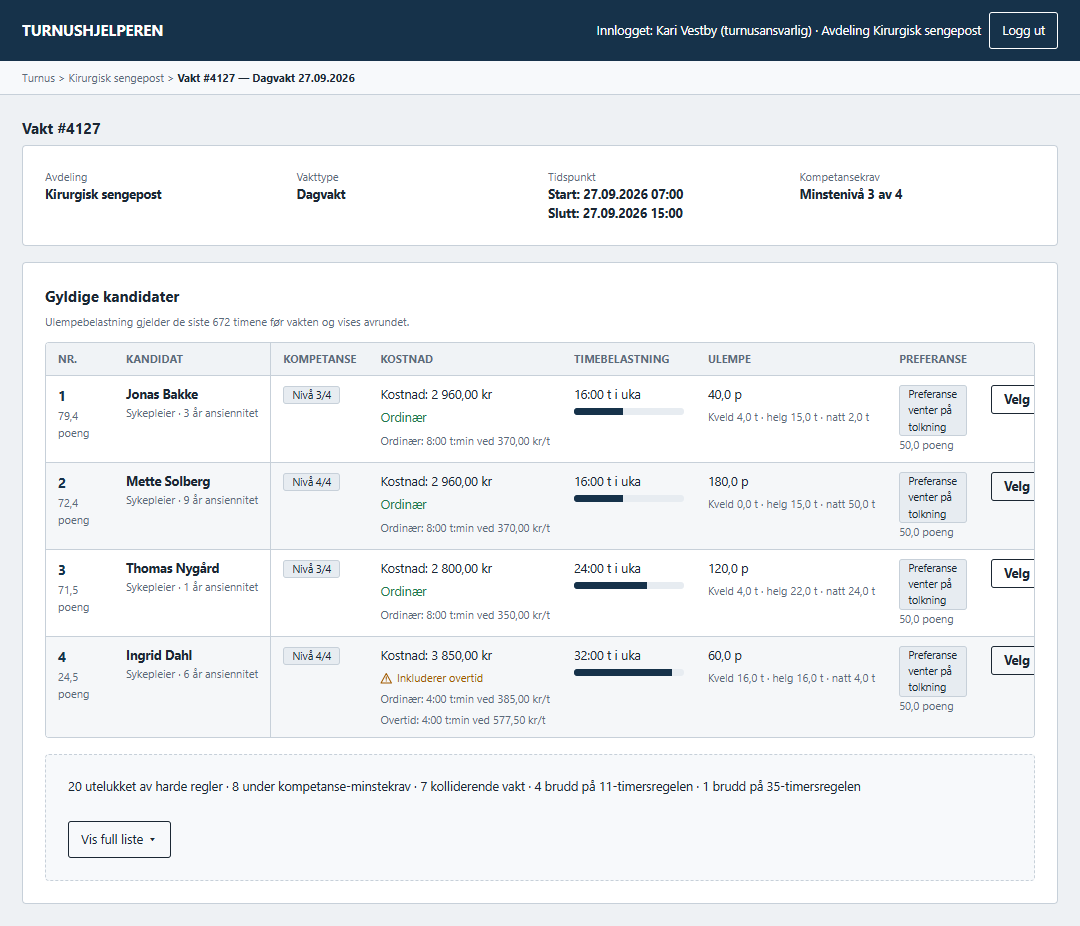 TURNUSHJELPEREN
Innlogget: Kari Vestby (turnusansvarlig) · Avdeling Kirurgisk sengepost
Logg ut
Turnus > Kirurgisk sengepost > Vakt #4127 — Dagvakt 27.09.2026
Vakt #4127
Avdeling
Kirurgisk sengepost
Vakttype
Dagvakt
Tidspunkt
Start: 27.09.2026 07:00
Slutt: 27.09.2026 15:00
Kompetansekrav
Minstenivå 3 av 4
Gyldige kandidater
Ulempebelastning gjelder de siste 672 timene før vakten og vises avrundet.
NR. KANDIDAT KOMPETANSE KOSTNAD TIMEBELASTNING ULEMPE PREFERANSE
1
79,4
poeng
Jonas Bakke
Sykepleier · 3 år ansiennitet
Nivå 3/4
Kostnad: 2 960,00 kr
Ordinær
Ordinær: 8:00 t:min ved 370,00 kr/t
16:00 t i uka
40,0 p
Kveld 4,0 t · helg 15,0 t · natt 2,0 t
Preferanse
venter på
tolkning
50,0 poeng
Velg
2
72,4
poeng
Mette Solberg
Sykepleier · 9 år ansiennitet
Nivå 4/4
Kostnad: 2 960,00 kr
Ordinær
Ordinær: 8:00 t:min ved 370,00 kr/t
16:00 t i uka
180,0 p
Kveld 0,0 t · helg 15,0 t · natt 50,0 t
Preferanse
venter på
tolkning
50,0 poeng
Velg
3
71,5
poeng
Thomas Nygård
Sykepleier · 1 år ansiennitet
Nivå 3/4
Kostnad: 2 800,00 kr
Ordinær
Ordinær: 8:00 t:min ved 350,00 kr/t
24:00 t i uka
120,0 p
Kveld 4,0 t · helg 22,0 t · natt 24,0 t
Preferanse
venter på
tolkning
50,0 poeng
Velg
4
24,5
poeng
Ingrid Dahl
Sykepleier · 6 år ansiennitet
Nivå 4/4
Kostnad: 3 850,00 kr
Inkluderer overtid
Ordinær: 4:00 t:min ved 385,00 kr/t
Overtid: 4:00 t:min ved 577,50 kr/t
32:00 t i uka
60,0 p
Kveld 16,0 t · helg 16,0 t · natt 4,0 t
Preferanse
venter på
tolkning
50,0 poeng
Velg
20 utelukket av harde regler · 8 under kompetanse-minstekrav · 7 kolliderende vakt · 4 brudd på 11-timersregelen · 1 brudd på 35-timersregelen
Vis full liste